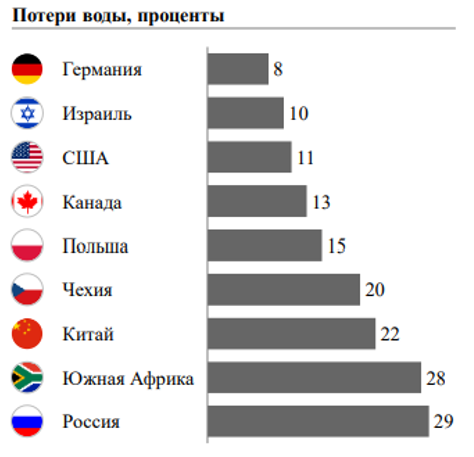 Потери воды, проценты
Германия 8
Израиль 10
США 11
Канада 13
Польша 15
Чехия 20
Китай 22
Южная Африка 28
Россия 29